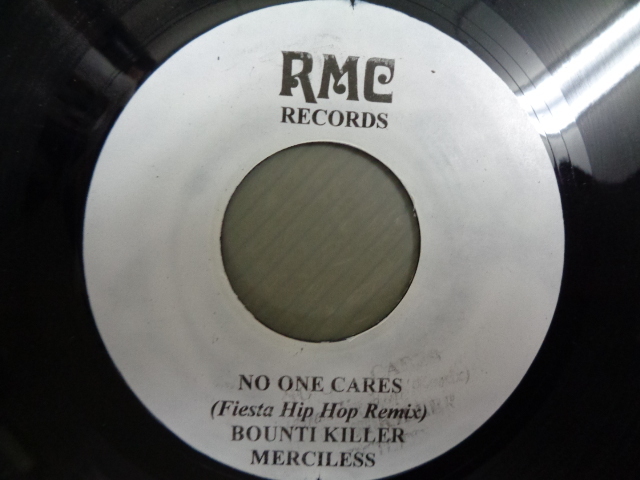 RMC
RECORDS
NO ONE CARES
(Fiesta Hip Hop Remix)
BOUNTI KILLER
MERCILESS